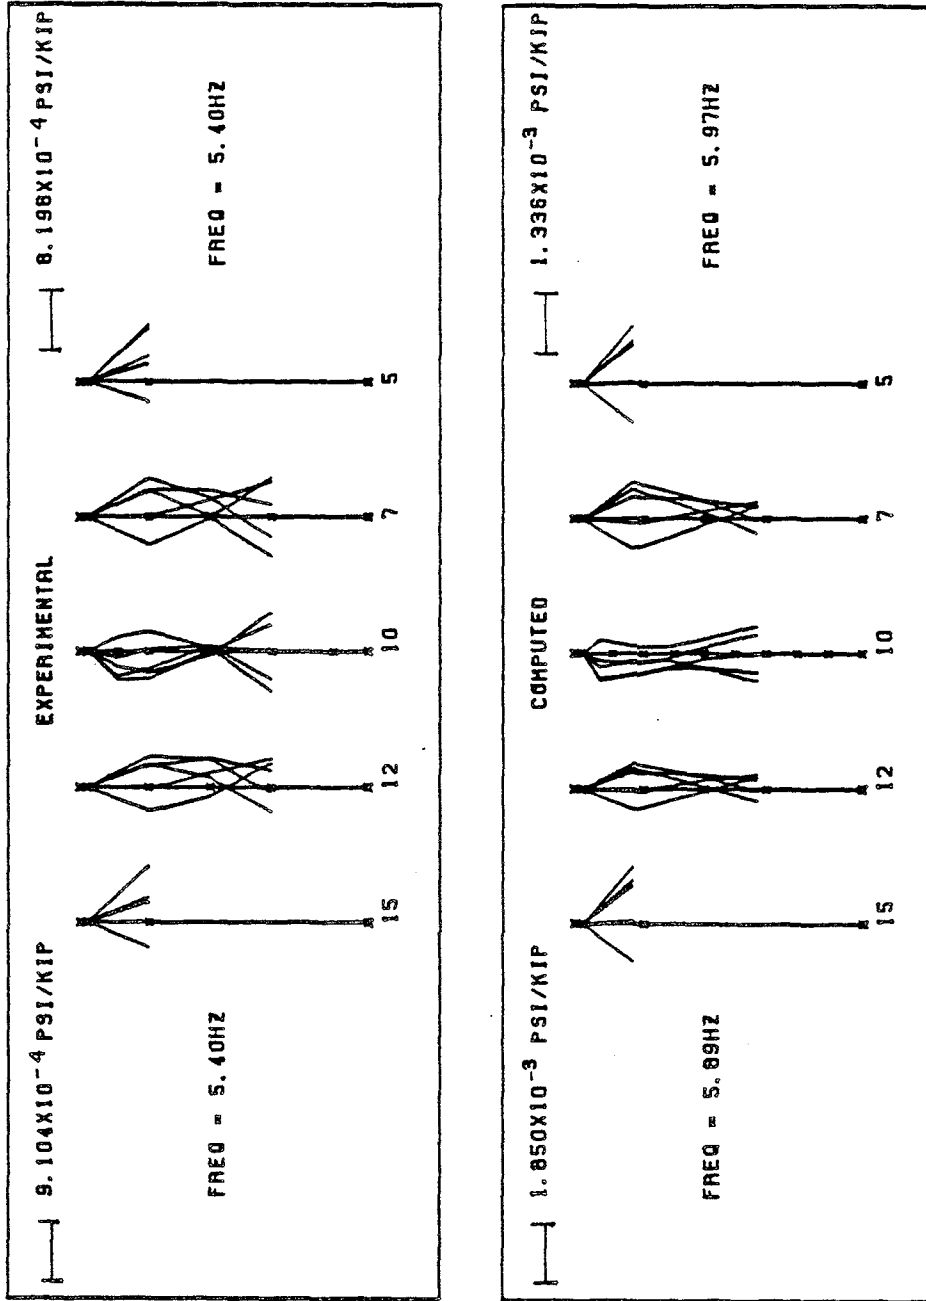 9.104X10⁻⁴ PSI/KIP
EXPERIMENTAL
8.198X10⁻⁴ PSI/KIP
FREQ = 5.40HZ
FREQ = 5.40HZ
15
12
10
7
5
1.850X10⁻³ PSI/KIP
COMPUTED
1.336X10⁻³ PSI/KIP
FREQ = 5.89HZ
FREQ = 5.97HZ
15
12
10
7
5